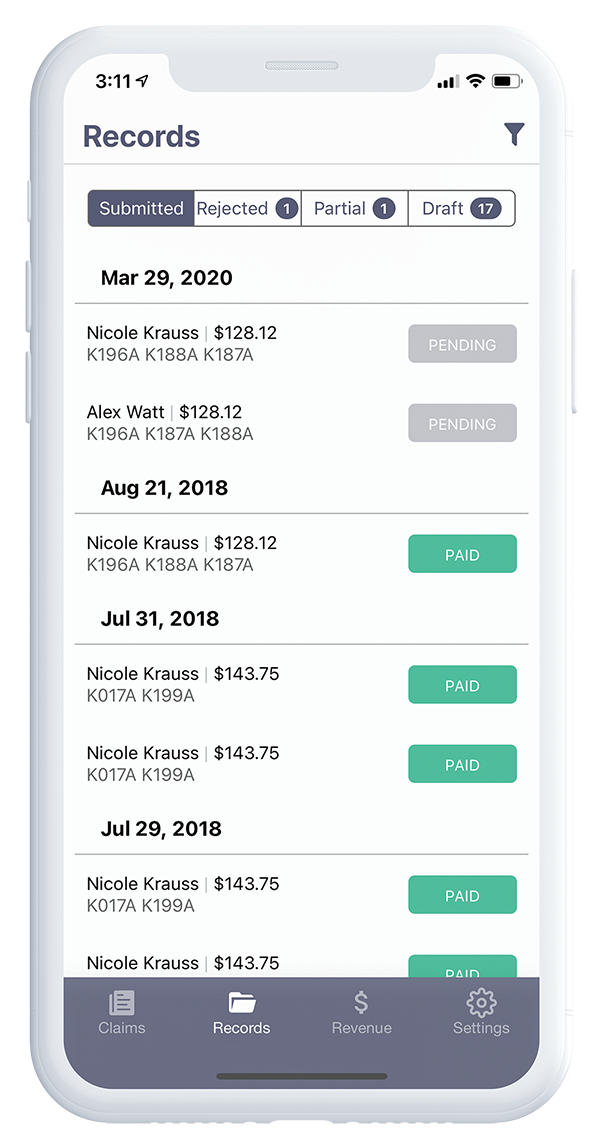 3:11
Records
Submitted Rejected 1 Partial 1 Draft 17
Mar 29, 2020
Nicole Krauss | $128.12
K196A K188A K187A
PENDING
Alex Watt | $128.12
K196A K187A K188A
PENDING
Aug 21, 2018
Nicole Krauss | $128.12
K196A K188A K187A
PAID
Jul 31, 2018
Nicole Krauss | $143.75
K017A K199A
PAID
Nicole Krauss | $143.75
K017A K199A
PAID
Jul 29, 2018
Nicole Krauss | $143.75
K017A K199A
PAID
Nicole Krauss | $143.75
PAID
$
Claims Records Revenue Settings